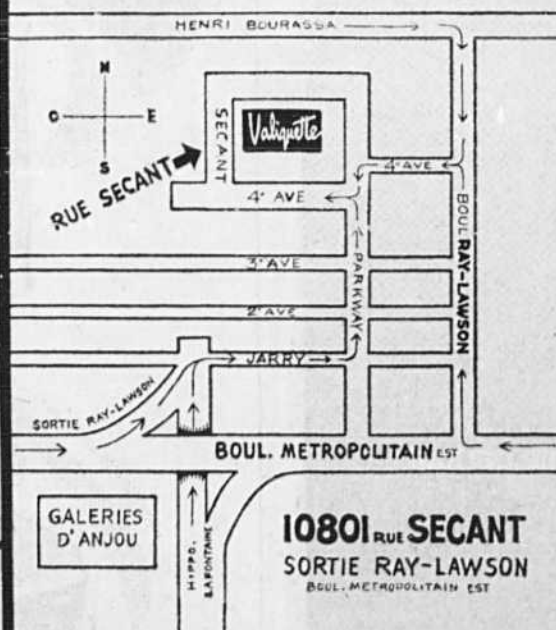 HENRI BOURASSA
N
O E
S
SECANT
Valiquette
RUE SECANT
4e AVE
4e AVE
BOUL RAY-LAWSON
3e AVE
PARKWAY
2e AVE
JARRY
SORTIE RAY-LAWSON
BOUL. METROPOLITAIN EST
GALERIES
D'ANJOU
HIPPO.
LAFONTAINE
10801 RUE SECANT
SORTIE RAY-LAWSON
BOUL. METROPOLITAIN EST